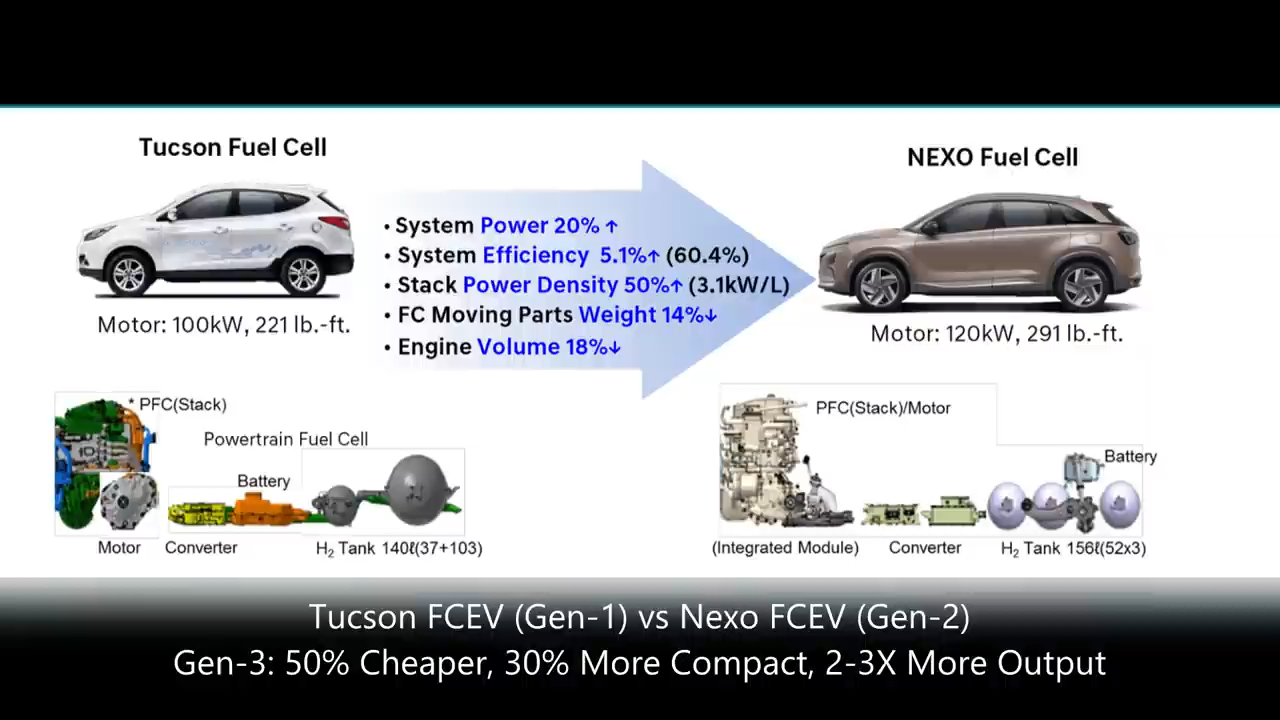 Tucson Fuel Cell
NEXO Fuel Cell
• System Power 20% ↑
• System Efficiency 5.1%↑ (60.4%)
• Stack Power Density 50%↑ (3.1kW/L)
• FC Moving Parts Weight 14%↓
• Engine Volume 18%↓
Motor: 100kW, 221 lb.-ft.
Motor: 120kW, 291 lb.-ft.
* PFC(Stack)
Powertrain Fuel Cell
Battery
Motor
Converter
H₂ Tank 140ℓ(37+103)
PFC(Stack)/Motor
Battery
(Integrated Module)
Converter
H₂ Tank 156ℓ(52x3)
Tucson FCEV (Gen-1) vs Nexo FCEV (Gen-2)
Gen-3: 50% Cheaper, 30% More Compact, 2-3X More Output